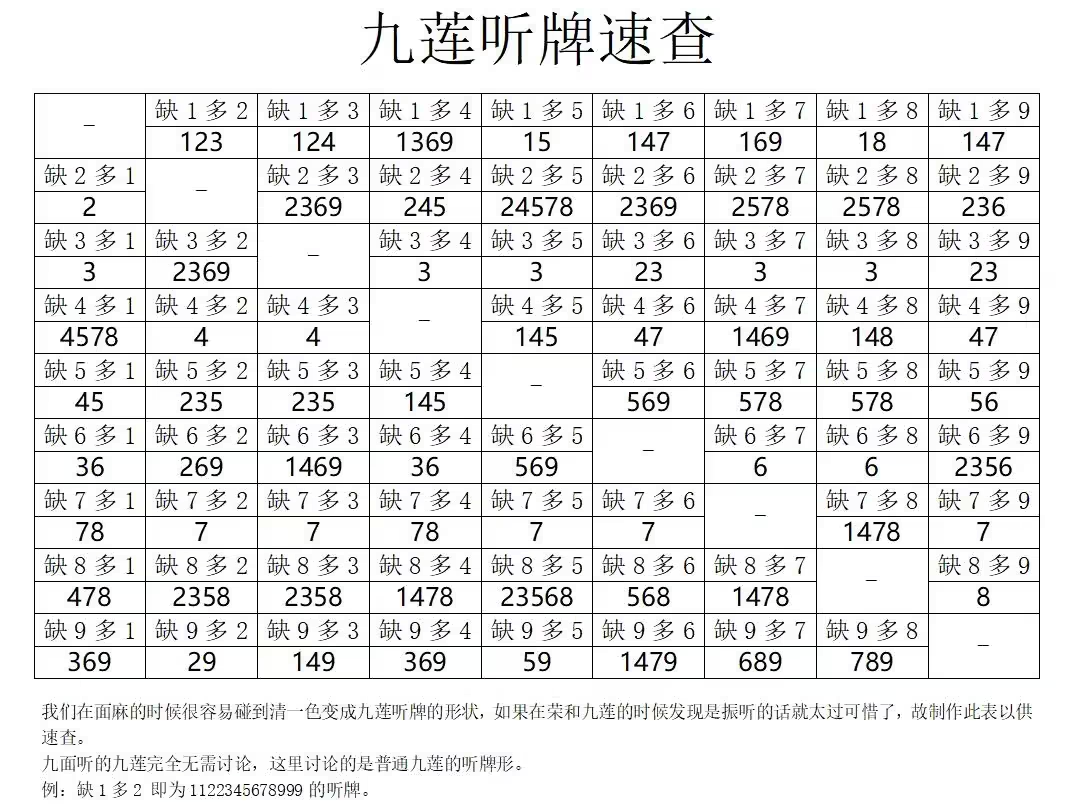 九莲听牌速查
– 缺1多2 缺1多3 缺1多4 缺1多5 缺1多6 缺1多7 缺1多8 缺1多9
123 124 1369 15 147 169 18 147
缺2多1 – 缺2多3 缺2多4 缺2多5 缺2多6 缺2多7 缺2多8 缺2多9
2 2369 245 24578 2369 2578 2578 236
缺3多1 缺3多2 – 缺3多4 缺3多5 缺3多6 缺3多7 缺3多8 缺3多9
3 2369 3 3 23 3 3 23
缺4多1 缺4多2 缺4多3 – 缺4多5 缺4多6 缺4多7 缺4多8 缺4多9
4578 4 4 145 47 1469 148 47
缺5多1 缺5多2 缺5多3 缺5多4 – 缺5多6 缺5多7 缺5多8 缺5多9
45 235 235 145 569 578 578 56
缺6多1 缺6多2 缺6多3 缺6多4 缺6多5 – 缺6多7 缺6多8 缺6多9
36 269 1469 36 569 6 6 2356
缺7多1 缺7多2 缺7多3 缺7多4 缺7多5 缺7多6 – 缺7多8 缺7多9
78 7 7 78 7 7 1478 7
缺8多1 缺8多2 缺8多3 缺8多4 缺8多5 缺8多6 缺8多7 – 缺8多9
478 2358 2358 1478 23568 568 1478 8
缺9多1 缺9多2 缺9多3 缺9多4 缺9多5 缺9多6 缺9多7 缺9多8 –
369 29 149 369 59 1479 689 789
我们在面麻的时候很容易碰到清一色变成九莲听牌的形状，如果在荣和九莲的时候发现是振听的话就太过可惜了，故制作此表以供
速查。
九面听的九莲完全无需讨论，这里讨论的是普通九莲的听牌形。
例：缺1多2 即为1122345678999的听牌。